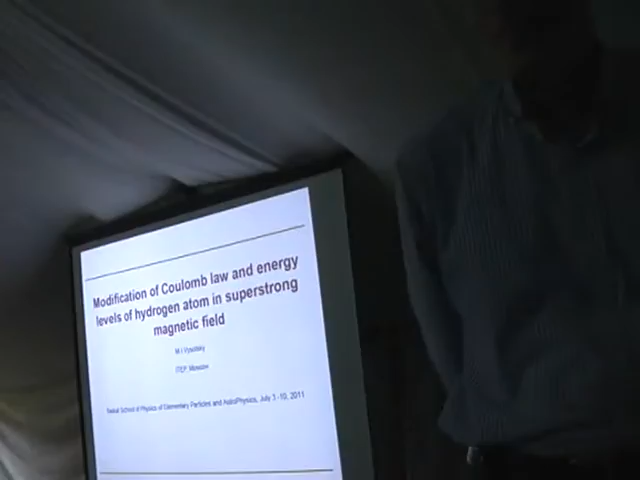 Modification of Coulomb law and energy
levels of hydrogen atom in superstrong
magnetic field
M I Vysotsky
ITEP, Moscow
Baikal School of Physics of Elementary Particles and AstroPhysics, July 3 -10, 2011